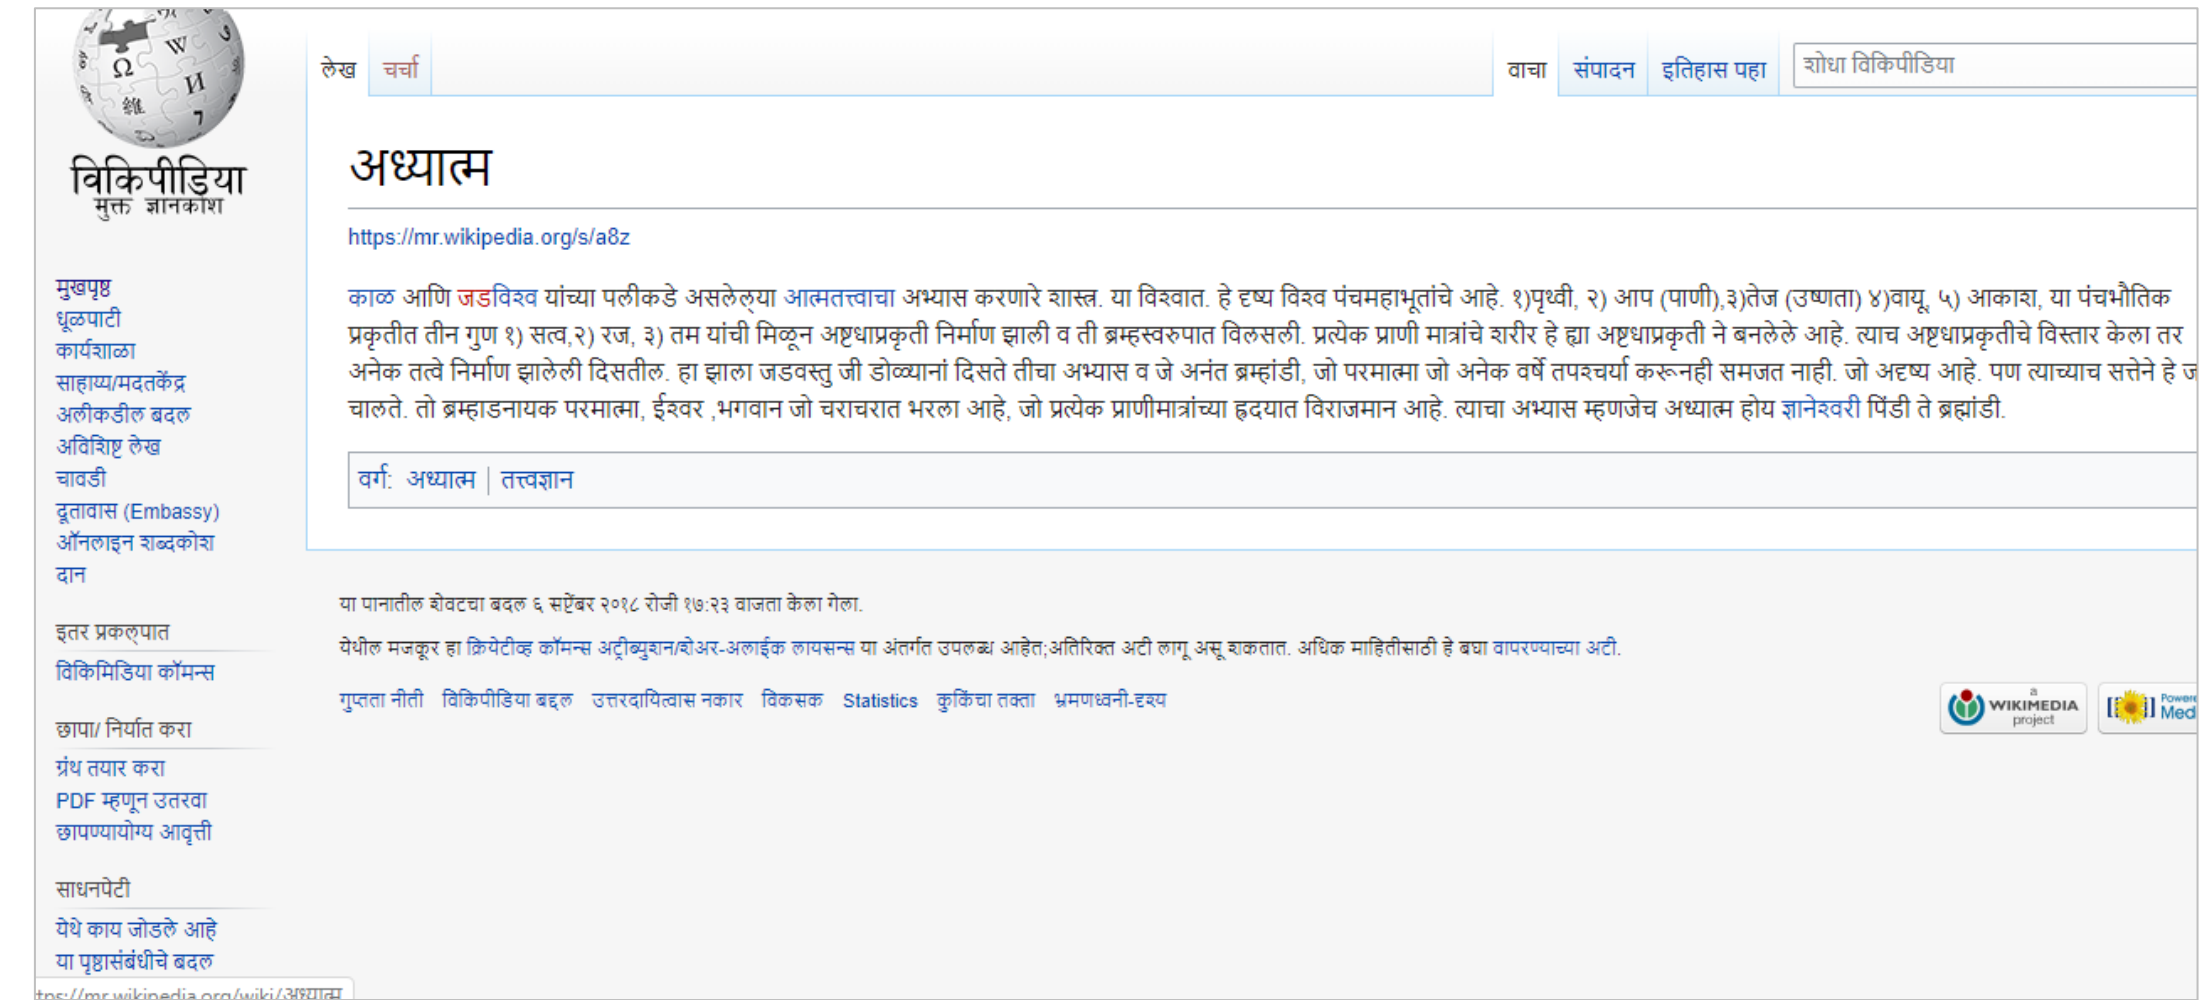 विकिपीडिया
मुक्त ज्ञानकोश
लेख चर्चा
वाचा संपादन इतिहास पहा शोधा विकिपीडिया
अध्यात्म
https://mr.wikipedia.org/s/a8z
काळ आणि जडविश्व यांच्या पलीकडे असलेल्या आत्मतत्त्वाचा अभ्यास करणारे शास्त्र. या विश्वात. हे दृष्य विश्व पंचमहाभूतांचे आहे. १)पृथ्वी, २) आप (पाणी),३)तेज (उष्णता) ४)वायू, ५) आकाश, या पंचभौतिक
प्रकृतीत तीन गुण १) सत्व,२) रज, ३) तम यांची मिळून अष्टधाप्रकृती निर्माण झाली व ती ब्रम्हस्वरुपात विलसली. प्रत्येक प्राणी मात्रांचे शरीर हे ह्या अष्टधाप्रकृती ने बनलेले आहे. त्याच अष्टधाप्रकृतीचे विस्तार केला तर
अनेक तत्वे निर्माण झालेली दिसतील. हा झाला जडवस्तु जी डोळ्यानां दिसते तीचा अभ्यास व जे अनंत ब्रम्हांडी, जो परमात्मा जो अनेक वर्षे तपश्चर्या करूनही समजत नाही. जो अदृष्य आहे. पण त्याच्याच सत्तेने हे
चालते. तो ब्रम्हाडनायक परमात्मा, ईश्वर ,भगवान जो चराचरात भरला आहे, जो प्रत्येक प्राणीमात्रांच्या हृदयात विराजमान आहे. त्याचा अभ्यास म्हणजेच अध्यात्म होय ज्ञानेश्वरी पिंडी ते ब्रह्मांडी.
वर्ग: अध्यात्म | तत्त्वज्ञान
या पानातील शेवटचा बदल ६ सप्टेंबर २०१८ रोजी १७:२३ वाजता केला गेला.
येथील मजकूर हा क्रियेटीव्ह कॉमन्स अट्रीब्युशन/शेअर-अलाईक लायसन्स या अंतर्गत उपलब्ध आहेत;अतिरिक्त अटी लागू असू शकतात. अधिक माहितीसाठी हे बघा वापरण्याच्या अटी.
गुप्तता नीती विकिपीडिया बद्दल उत्तरदायित्वास नकार विकसक Statistics कुकिंचा तक्ता भ्रमणध्वनी-दृश्य
a
WIKIMEDIA
project
मुखपृष्ठ
धूळपाटी
कार्यशाळा
साहाय्य/मदतकेंद्र
अलीकडील बदल
अविशिष्ट लेख
चावडी
दूतावास (Embassy)
ऑनलाइन शब्दकोश
दान
इतर प्रकल्पात
विकिमिडिया कॉमन्स
छापा/ निर्यात करा
ग्रंथ तयार करा
PDF म्हणून उतरवा
छापण्यायोग्य आवृत्ती
साधनपेटी
येथे काय जोडले आहे
या पृष्ठासंबंधीचे बदल
tps://mr.wikipedia.org/wiki/अध्यात्म